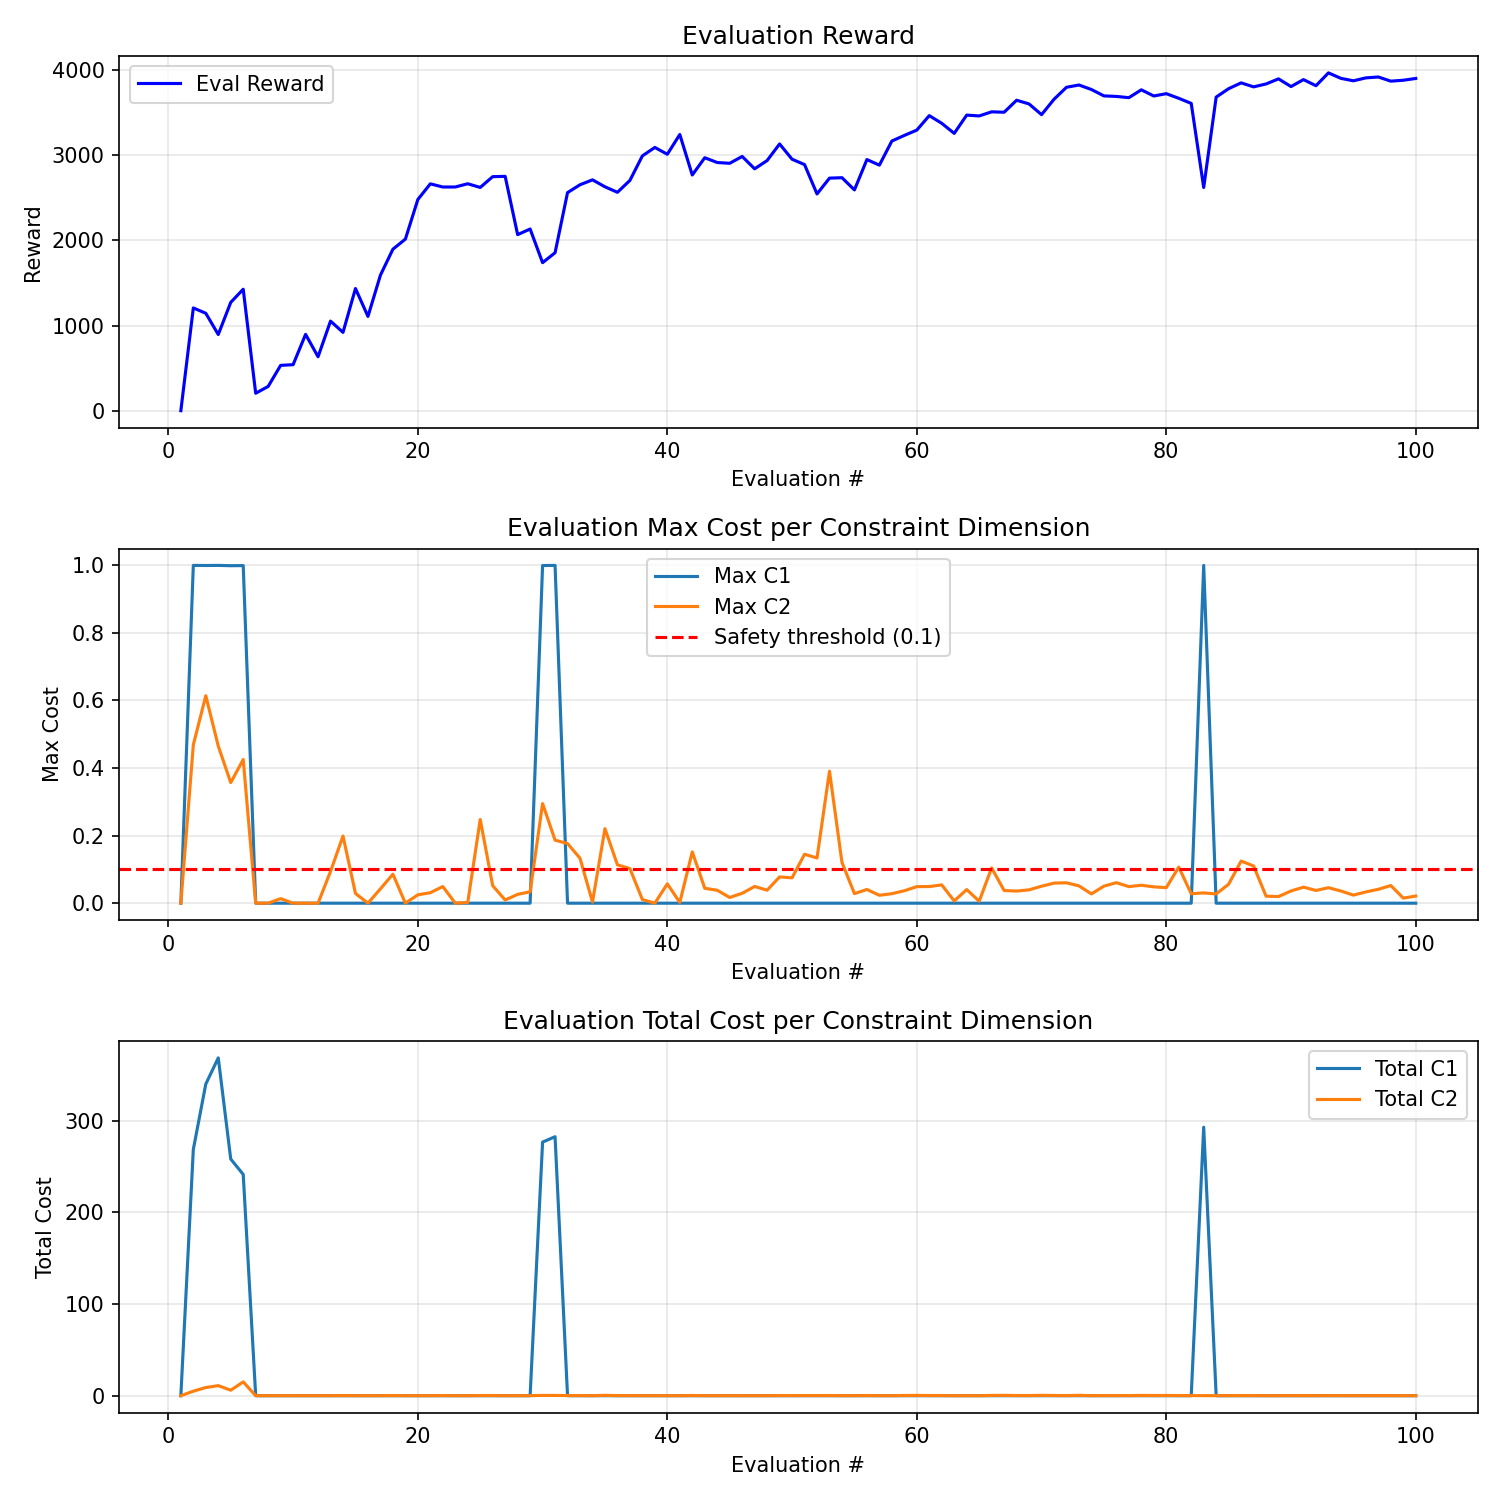 Evaluation Reward
4000
3000
2000
1000
0
Reward
Eval Reward
0 20 40 60 80 100
Evaluation #
Evaluation Max Cost per Constraint Dimension
1.0
0.8
0.6
0.4
0.2
0.0
Max Cost
Max C1
Max C2
Safety threshold (0.1)
0 20 40 60 80 100
Evaluation #
Evaluation Total Cost per Constraint Dimension
300
200
100
0
Total Cost
Total C1
Total C2
0 20 40 60 80 100
Evaluation #